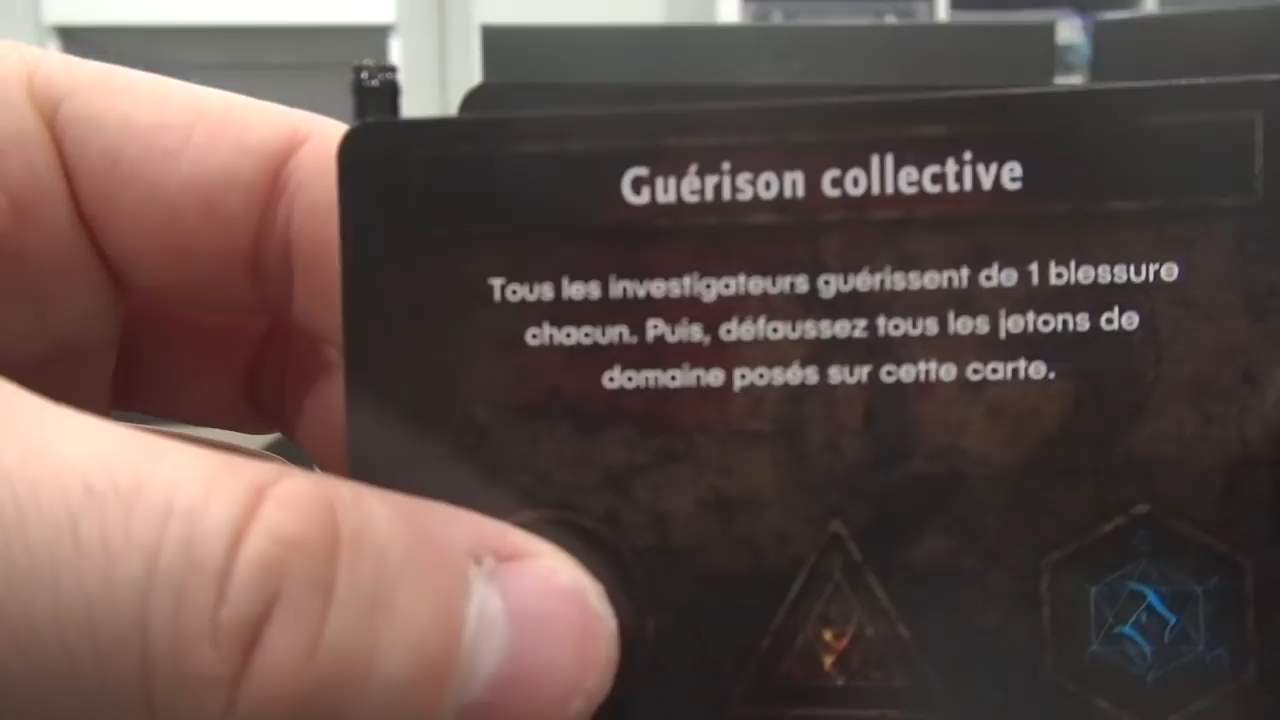 Guérison collective
Tous les investigateurs guérissent de 1 blessure
chacun. Puis, défaussez tous les jetons de
domaine posés sur cette carte.